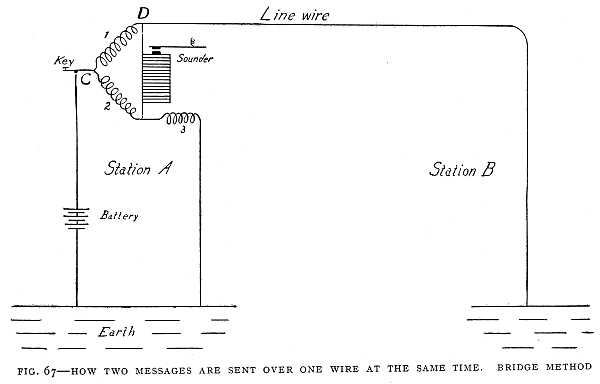 D
Line wire
1
Key
Sounder
C
2
3
Station A
Station B
Battery
Earth
FIG. 67—HOW TWO MESSAGES ARE SENT OVER ONE WIRE AT THE SAME TIME. BRIDGE METHOD